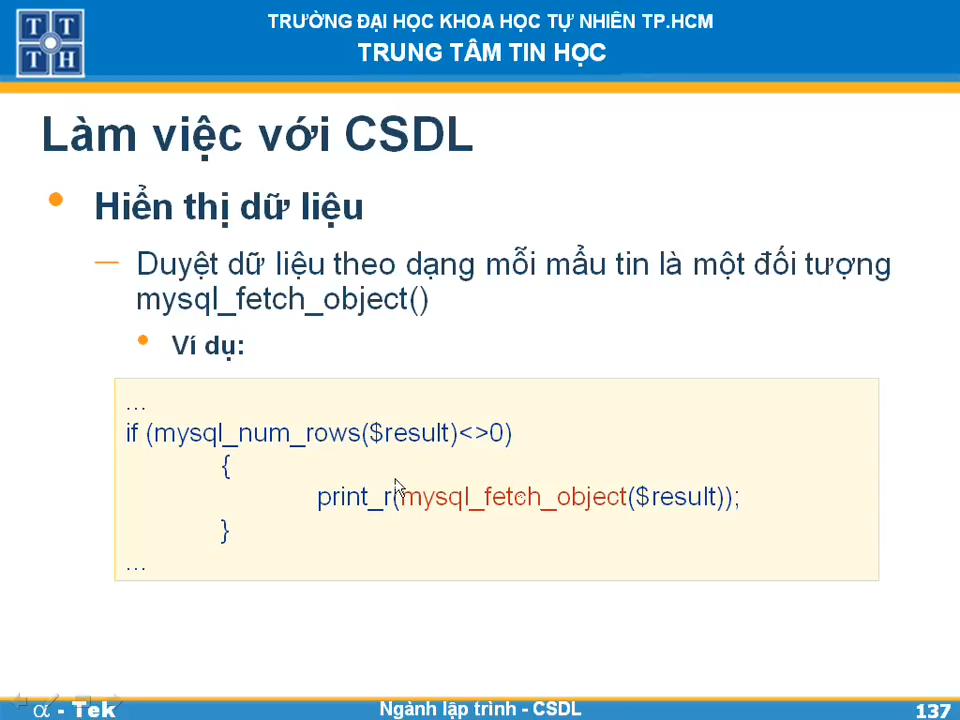 TRƯỜNG ĐẠI HỌC KHOA HỌC TỰ NHIÊN TP.HCM
TRUNG TÂM TIN HỌC
T T
T H
Làm việc với CSDL
Hiển thị dữ liệu
Duyệt dữ liệu theo dạng mỗi mẩu tin là một đối tượng
mysql_fetch_object()
Ví dụ:
...
if (mysql_num_rows($result)<>0)
{
print_r(mysql_fetch_object($result));
}
...
α - Tek
Ngành lập trình - CSDL
137